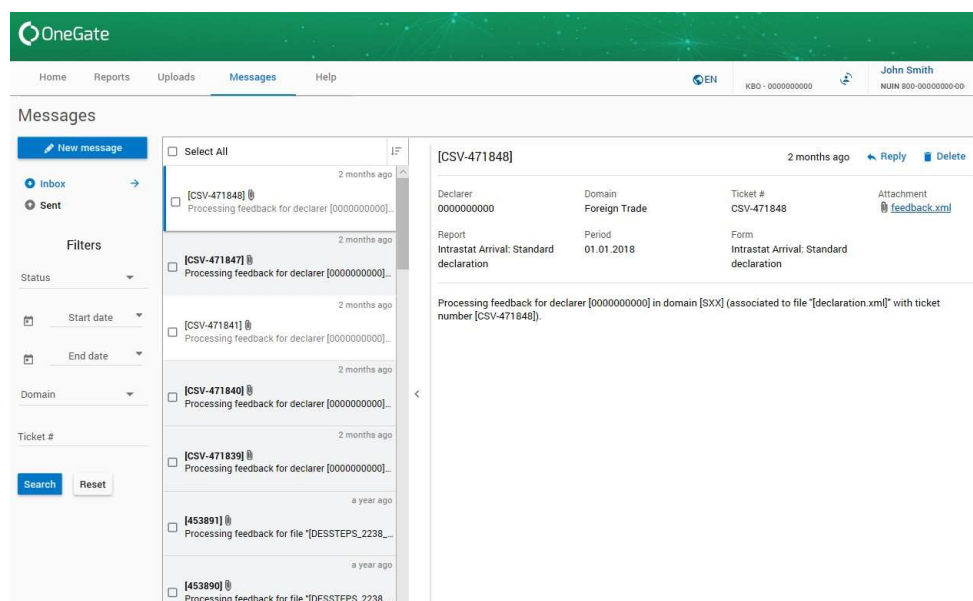 OneGate
Home Reports Uploads Messages Help
EN
KBO - 0000000000
John Smith
NUIN 800-00000000-00
Messages
New message
Inbox
Sent
Filters
Status
Start date
End date
Domain
Ticket #
Search Reset
Select All
2 months ago
[CSV-471848]
Processing feedback for declarer [0000000000]...
2 months ago
[CSV-471847]
Processing feedback for declarer [0000000000]...
2 months ago
[CSV-471841]
Processing feedback for declarer [0000000000]...
2 months ago
[CSV-471840]
Processing feedback for declarer [0000000000]...
2 months ago
[CSV-471839]
Processing feedback for declarer [0000000000]...
a year ago
[453891]
Processing feedback for file "[DESSTEPS_2238_...
a year ago
[453890]
Processing feedback for file "[DESSTEPS_2238
[CSV-471848]
2 months ago Reply Delete
Declarer Domain Ticket # Attachment
0000000000 Foreign Trade CSV-471848 feedback.xml
Report Period Form
Intrastat Arrival: Standard 01.01.2018 Intrastat Arrival: Standard
declaration declaration
Processing feedback for declarer [0000000000] in domain [SXX] (associated to file "[declaration.xml]" with ticket
number [CSV-471848]).